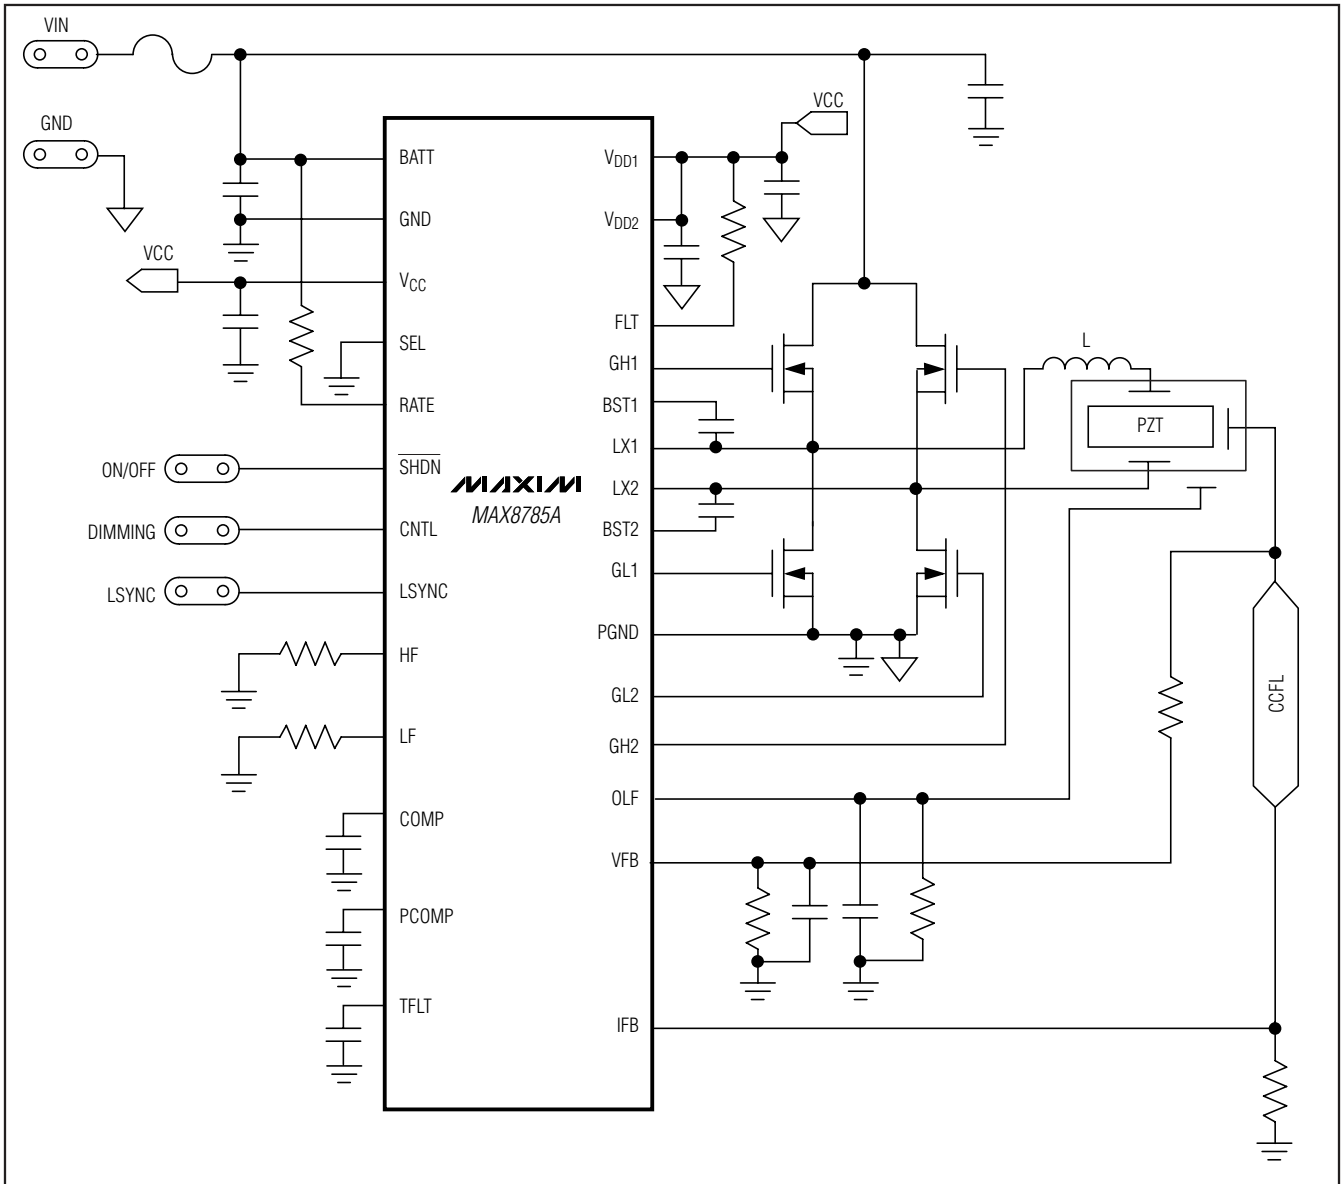 VIN
GND
VCC
ON/OFF
DIMMING
LSYNC
BATT
GND
VCC
SEL
RATE
SHDN
CNTL
LSYNC
HF
LF
COMP
PCOMP
TFLT
MAXIM
MAX8785A
VDD1
VDD2
FLT
GH1
BST1
LX1
LX2
BST2
GL1
PGND
GL2
GH2
OLF
VFB
IFB
VCC
L
PZT
CCFL